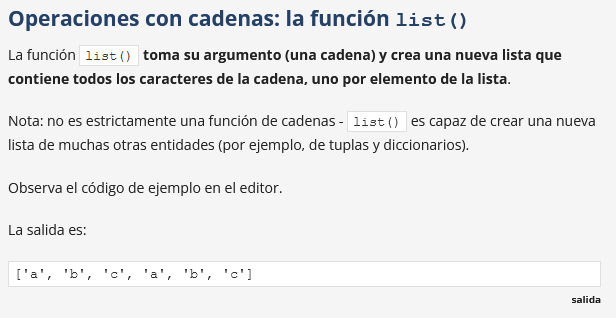 Operaciones con cadenas: la función list()
La función list() toma su argumento (una cadena) y crea una nueva lista que
contiene todos los caracteres de la cadena, uno por elemento de la lista.
Nota: no es estrictamente una función de cadenas - list() es capaz de crear una nueva
lista de muchas otras entidades (por ejemplo, de tuplas y diccionarios).
Observa el código de ejemplo en el editor.
La salida es:
['a', 'b', 'c', 'a', 'b', 'c']
salida